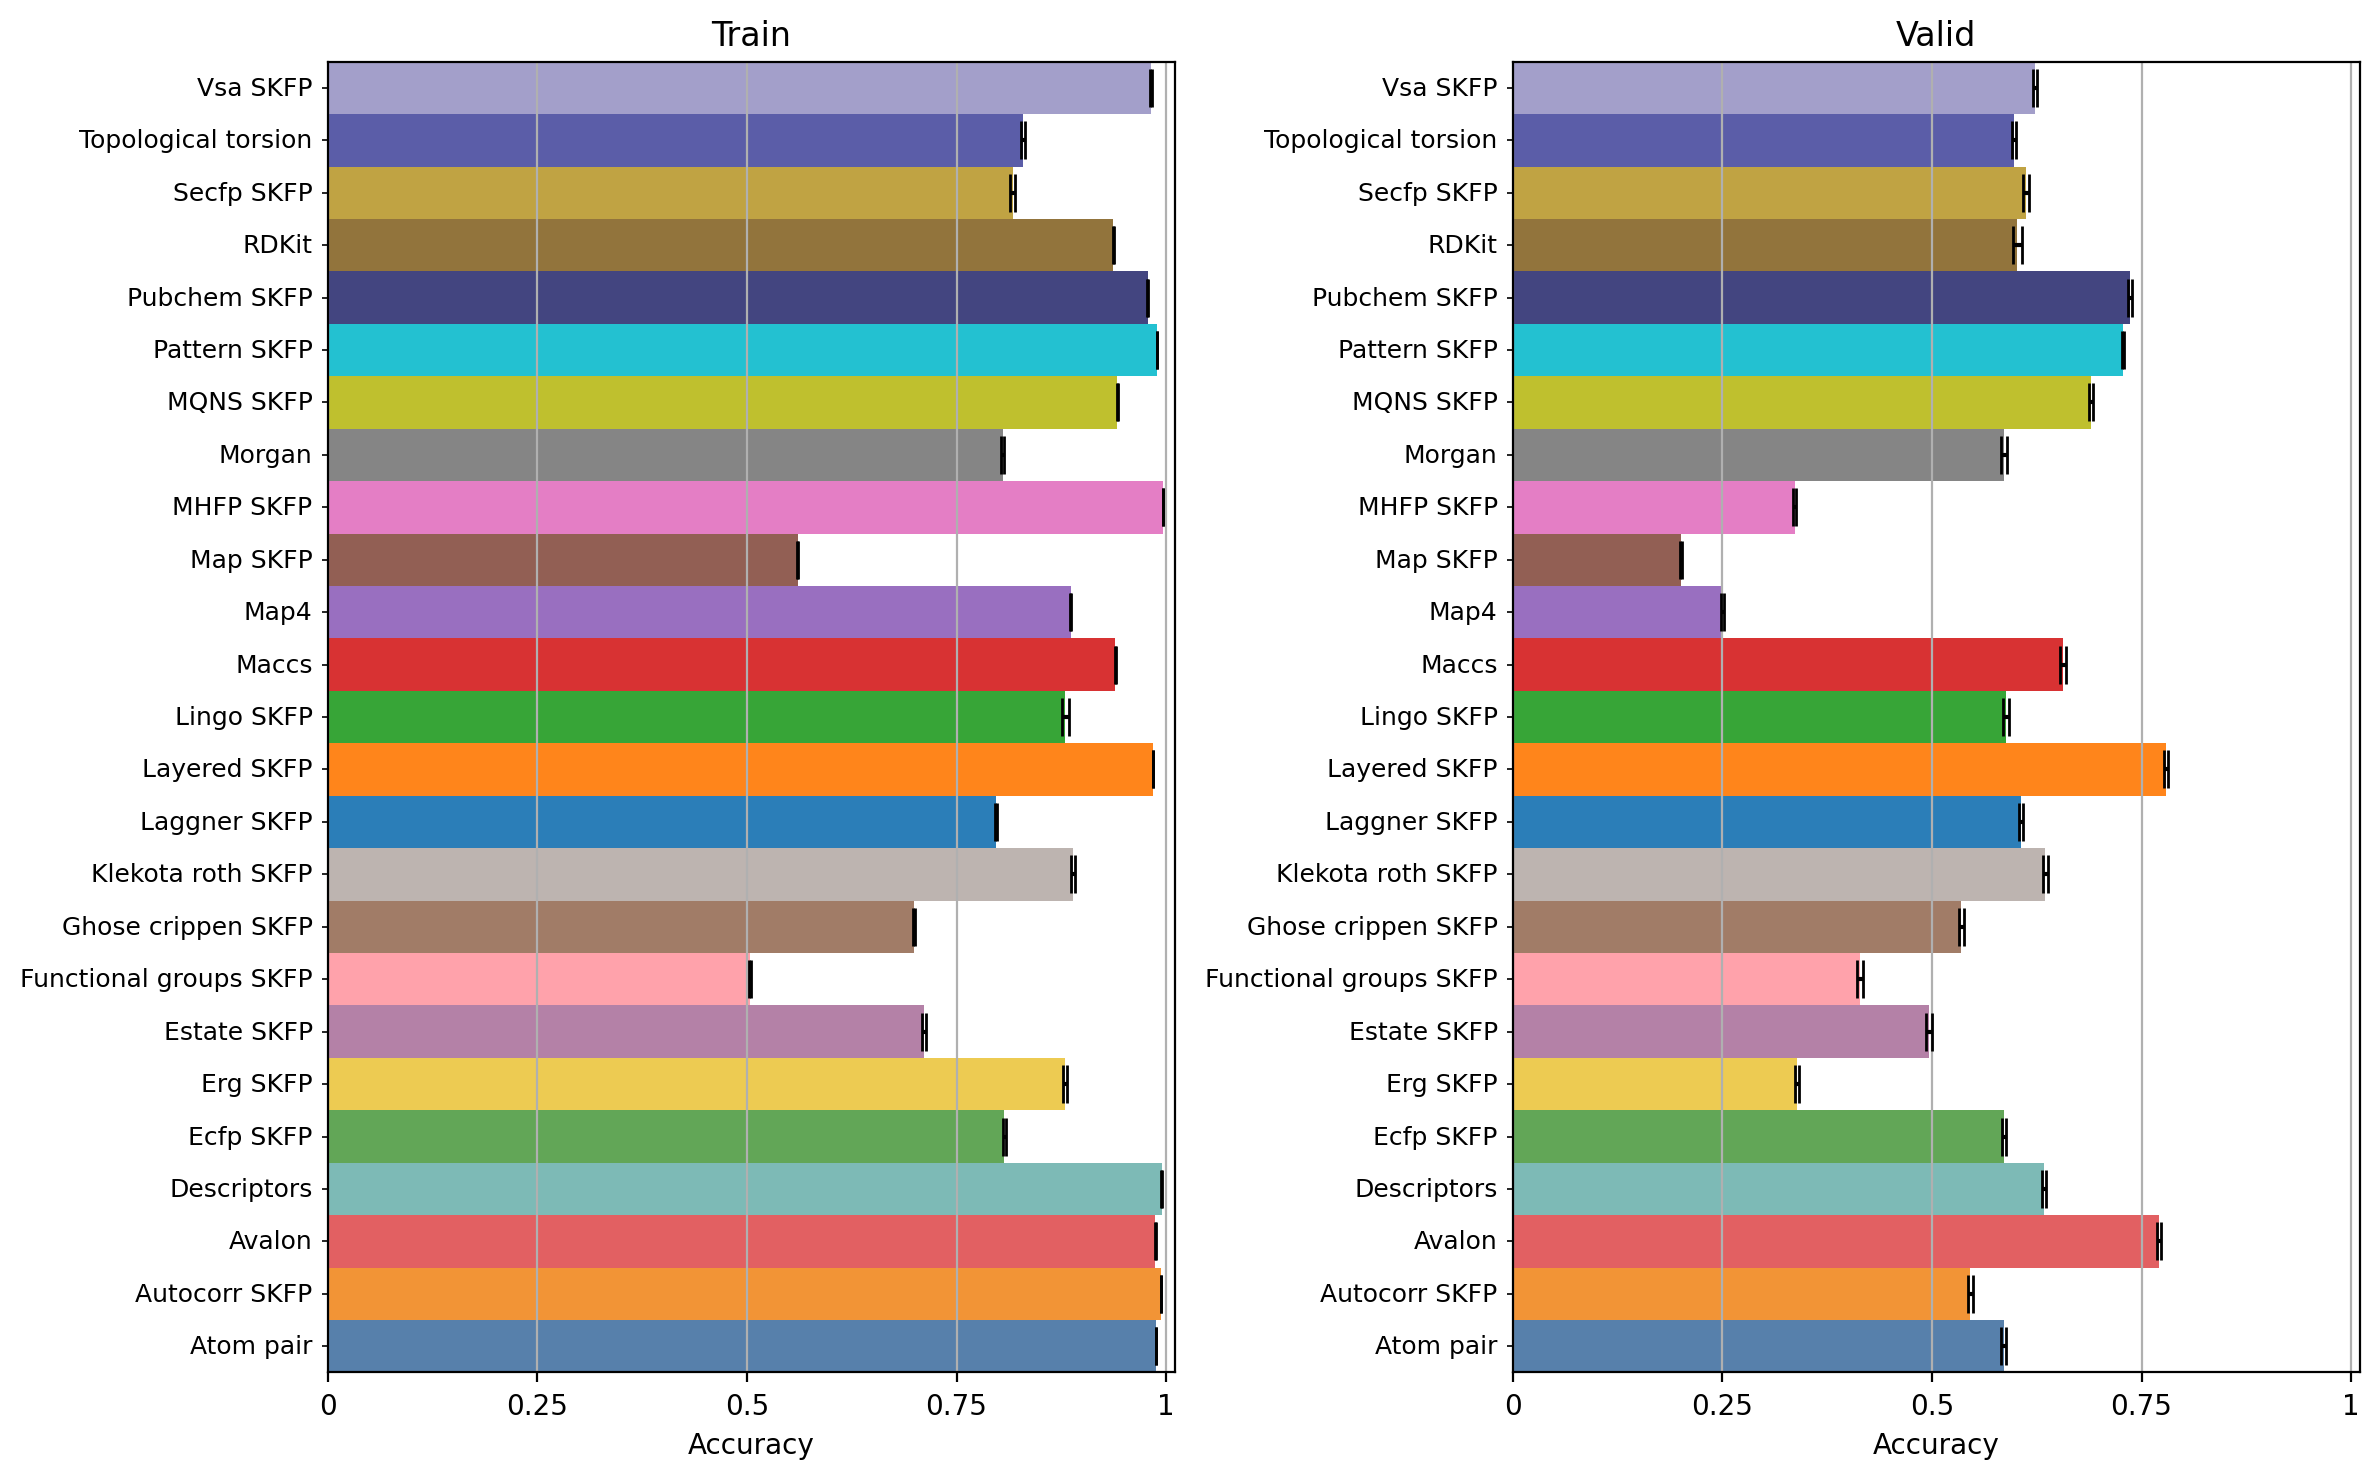 Train
Vsa SKFP
Topological torsion
Secfp SKFP
RDKit
Pubchem SKFP
Pattern SKFP
MQNS SKFP
Morgan
MHFP SKFP
Map SKFP
Map4
Maccs
Lingo SKFP
Layered SKFP
Laggner SKFP
Klekota roth SKFP
Ghose crippen SKFP
Functional groups SKFP
Estate SKFP
Erg SKFP
Ecfp SKFP
Descriptors
Avalon
Autocorr SKFP
Atom pair
0 0.25 0.5 0.75 1
Accuracy
Valid
Vsa SKFP
Topological torsion
Secfp SKFP
RDKit
Pubchem SKFP
Pattern SKFP
MQNS SKFP
Morgan
MHFP SKFP
Map SKFP
Map4
Maccs
Lingo SKFP
Layered SKFP
Laggner SKFP
Klekota roth SKFP
Ghose crippen SKFP
Functional groups SKFP
Estate SKFP
Erg SKFP
Ecfp SKFP
Descriptors
Avalon
Autocorr SKFP
Atom pair
0 0.25 0.5 0.75 1
Accuracy